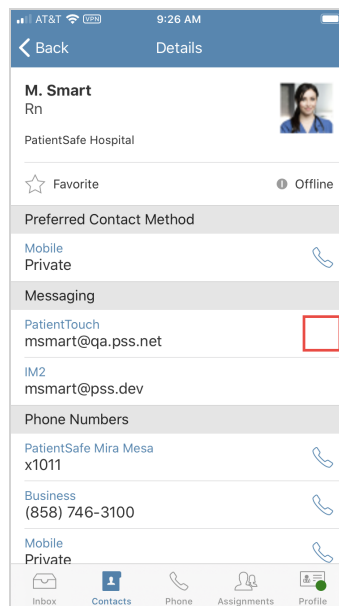 AT&T VPN 9:26 AM
Back Details
M. Smart
Rn
PatientSafe Hospital
Favorite Offline
Preferred Contact Method
Mobile
Private
Messaging
PatientTouch
msmart@qa.pss.net
IM2
msmart@pss.dev
Phone Numbers
PatientSafe Mira Mesa
x1011
Business
(858) 746-3100
Mobile
Private
Inbox Contacts Phone Assignments Profile